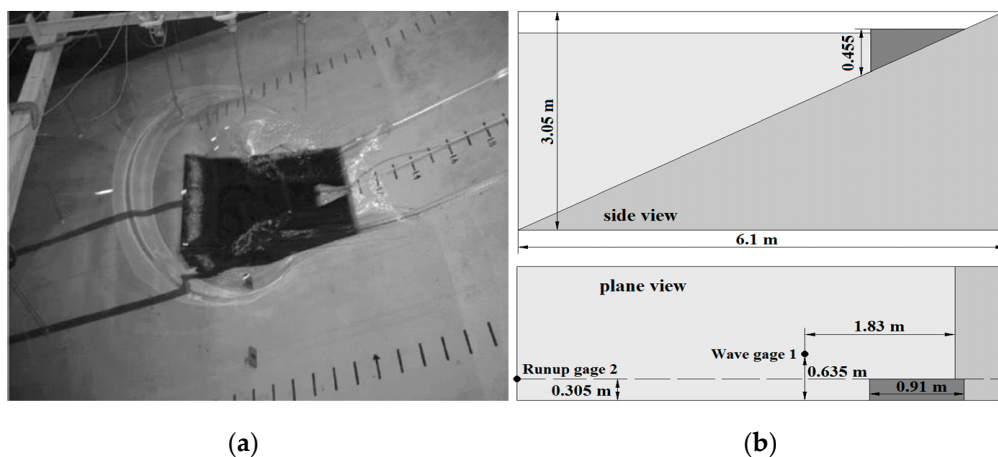 0.455
3.05 m
side view
6.1 m
plane view
1.83 m
Wave gage 1
Runup gage 2
0.635 m
0.305 m
0.91 m
(a)
(b)